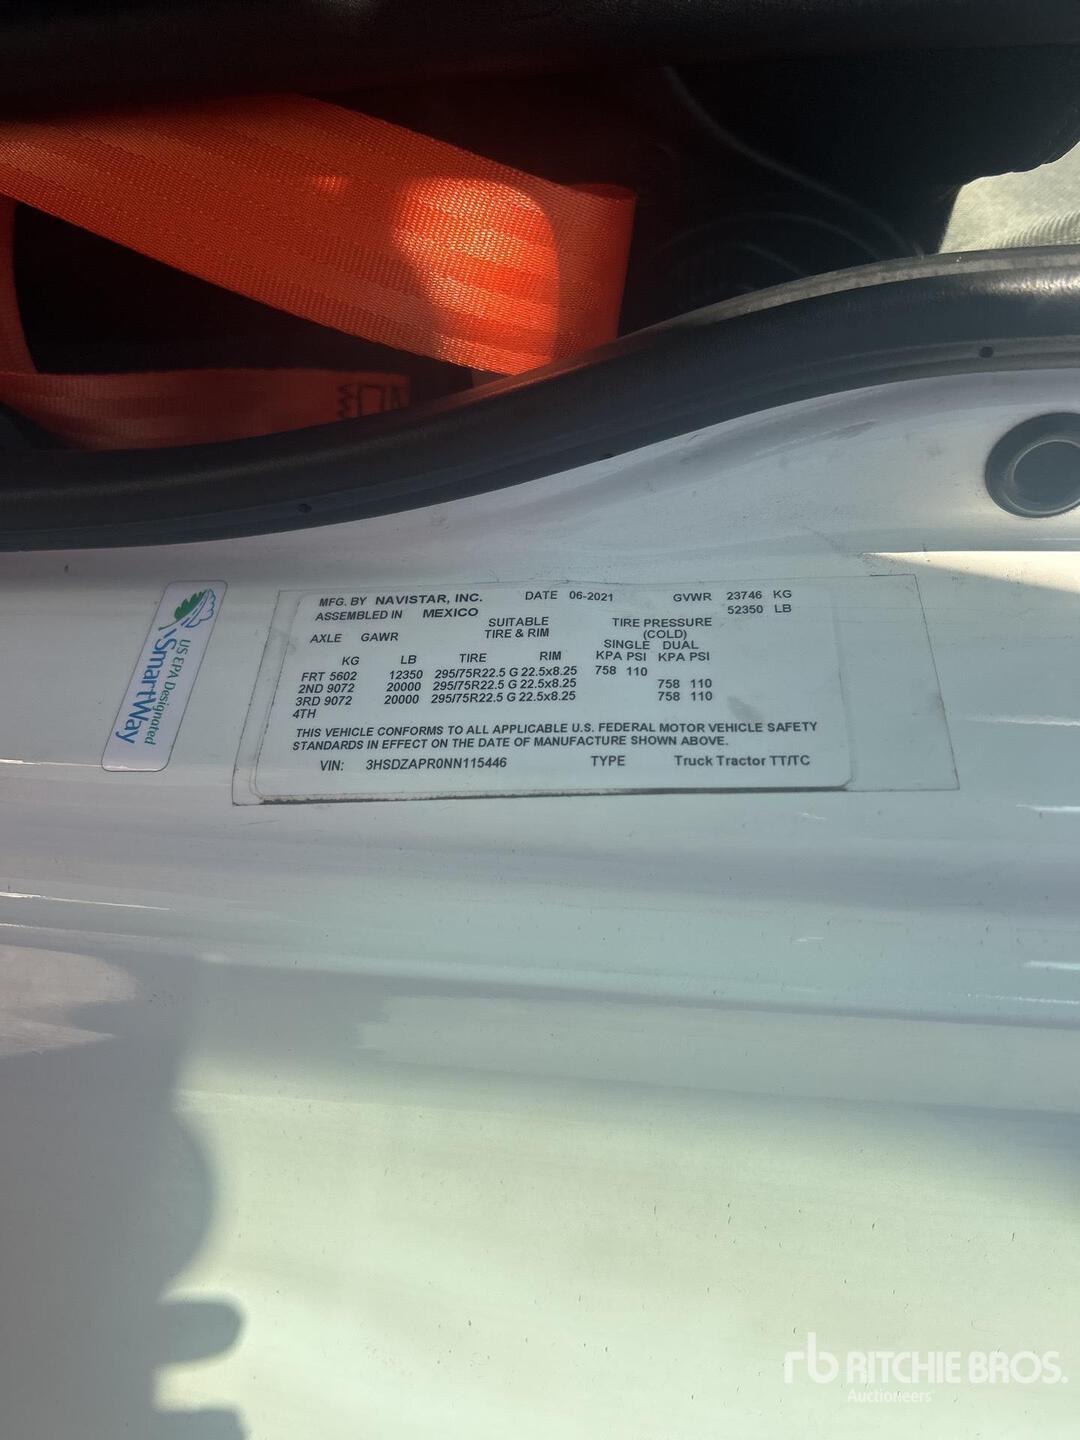 MFG. BY NAVISTAR, INC. DATE 06-2021 GVWR 23746 KG
ASSEMBLED IN MEXICO 52350 LB
SUITABLE TIRE PRESSURE
AXLE GAWR TIRE & RIM (COLD)
SINGLE DUAL
KG LB TIRE RIM KPA PSI KPA PSI
FRT 5602 12350 295/75R22.5 G 22.5x8.25 758 110
2ND 9072 20000 295/75R22.5 G 22.5x8.25 758 110
3RD 9072 20000 295/75R22.5 G 22.5x8.25 758 110
4TH
THIS VEHICLE CONFORMS TO ALL APPLICABLE U.S. FEDERAL MOTOR VEHICLE SAFETY
STANDARDS IN EFFECT ON THE DATE OF MANUFACTURE SHOWN ABOVE.
VIN: 3HSDZAPR0NN115446 TYPE Truck Tractor TT/TC
US EPA Designated
SmartWay
rb RITCHIE BROS.
Auctioneers